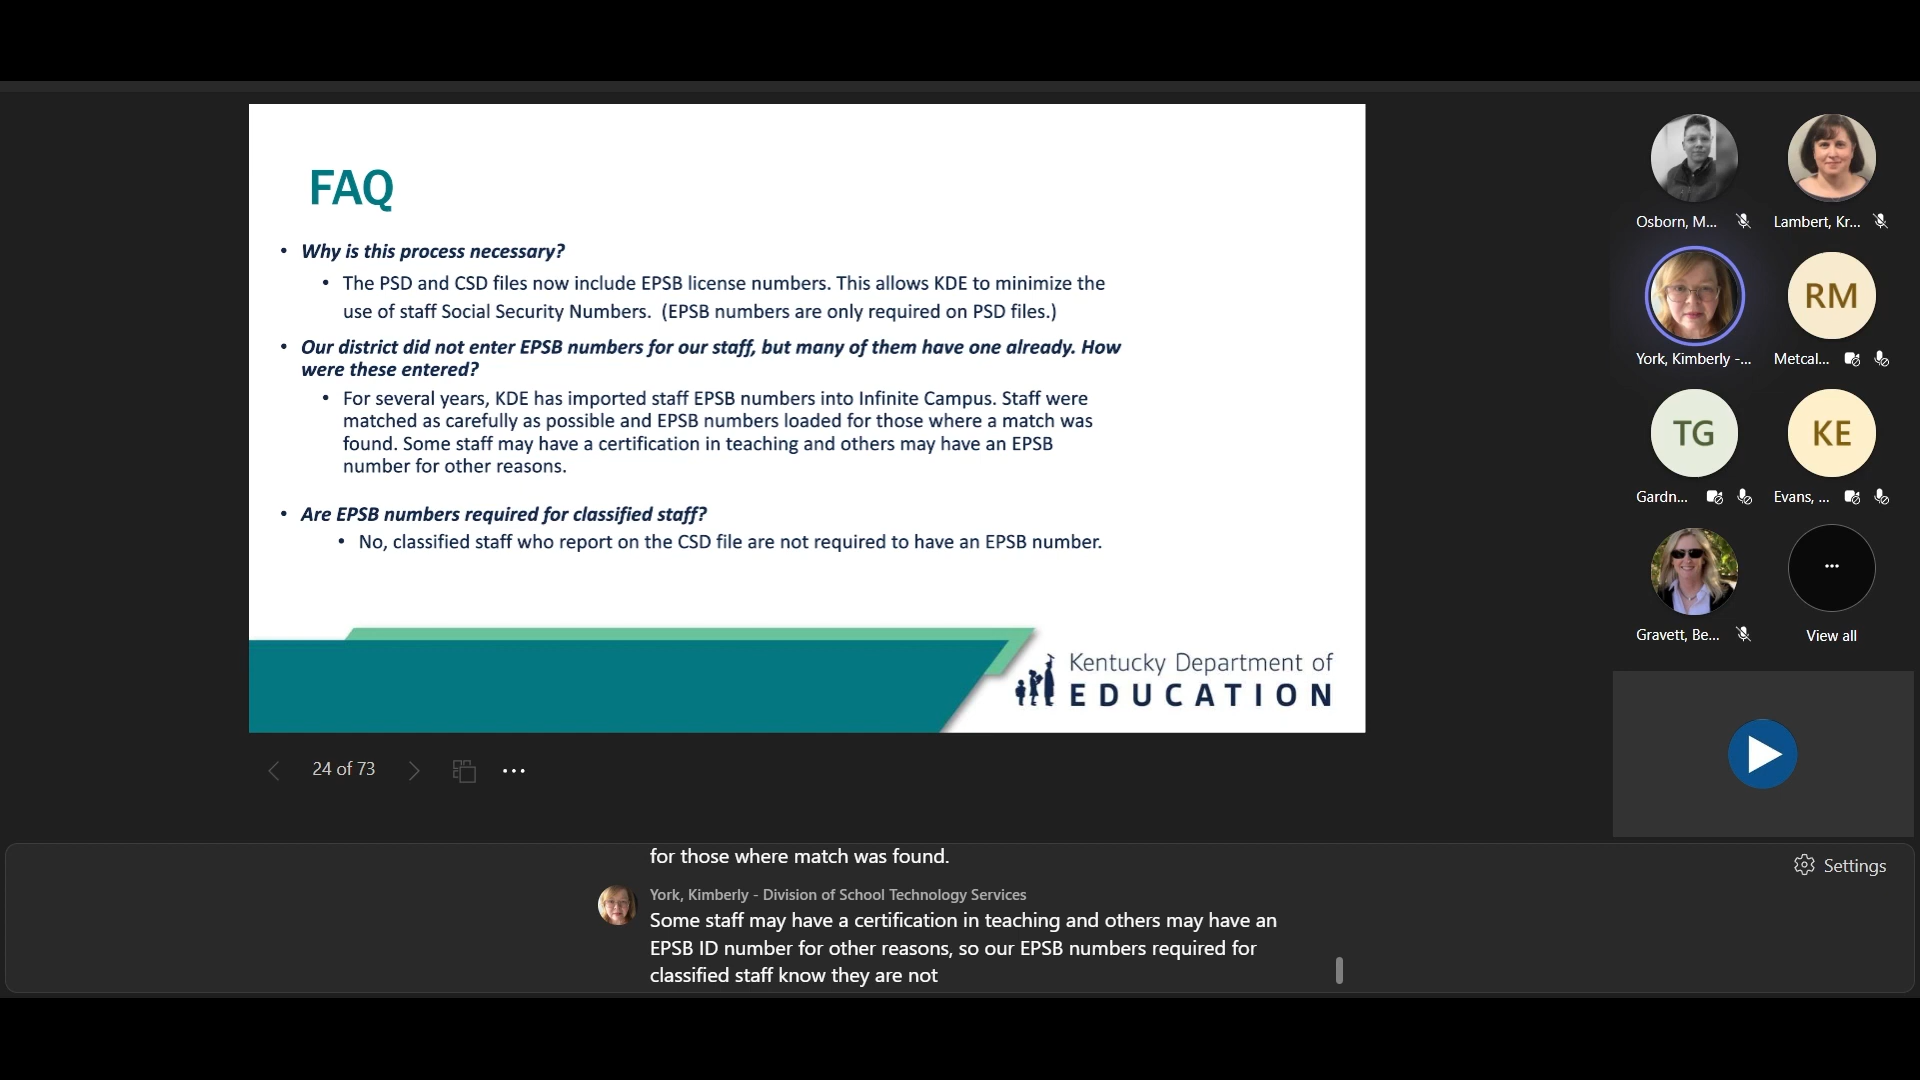 FAQ
• Why is this process necessary?
• The PSD and CSD files now include EPSB license numbers. This allows KDE to minimize the
use of staff Social Security Numbers. (EPSB numbers are only required on PSD files.)
• Our district did not enter EPSB numbers for our staff, but many of them have one already. How
were these entered?
• For several years, KDE has imported staff EPSB numbers into Infinite Campus. Staff were
matched as carefully as possible and EPSB numbers loaded for those where a match was
found. Some staff may have a certification in teaching and others may have an EPSB
number for other reasons.
• Are EPSB numbers required for classified staff?
• No, classified staff who report on the CSD file are not required to have an EPSB number.
Kentucky Department of
EDUCATION
24 of 73
Osborn, M...
Lambert, Kr...
RM
York, Kimberly -...
Metcal...
TG
KE
Gardn...
Evans, ...
Gravett, Be...
View all
for those where match was found.
Settings
York, Kimberly - Division of School Technology Services
Some staff may have a certification in teaching and others may have an
EPSB ID number for other reasons, so our EPSB numbers required for
classified staff know they are not